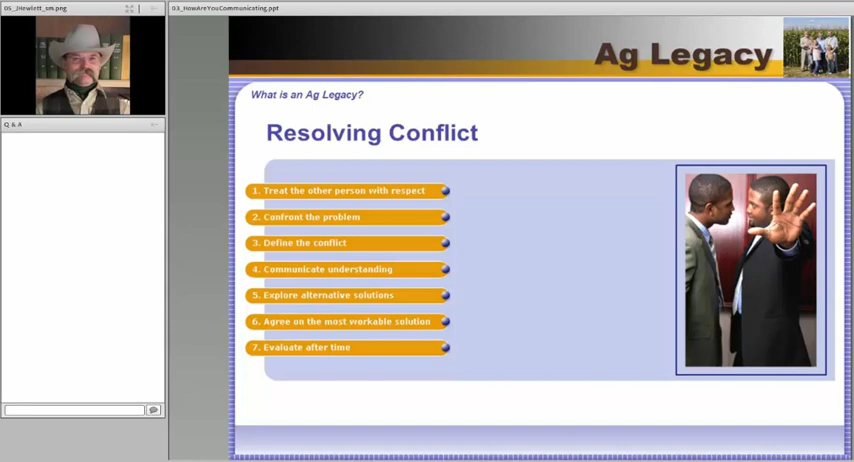 05_JHewlett_sm.png
03_HowAreYouCommunicating.ppt
Ag Legacy
Q & A
What is an Ag Legacy?
Resolving Conflict
1. Treat the other person with respect
2. Confront the problem
3. Define the conflict
4. Communicate understanding
5. Explore alternative solutions
6. Agree on the most workable solution
7. Evaluate after time